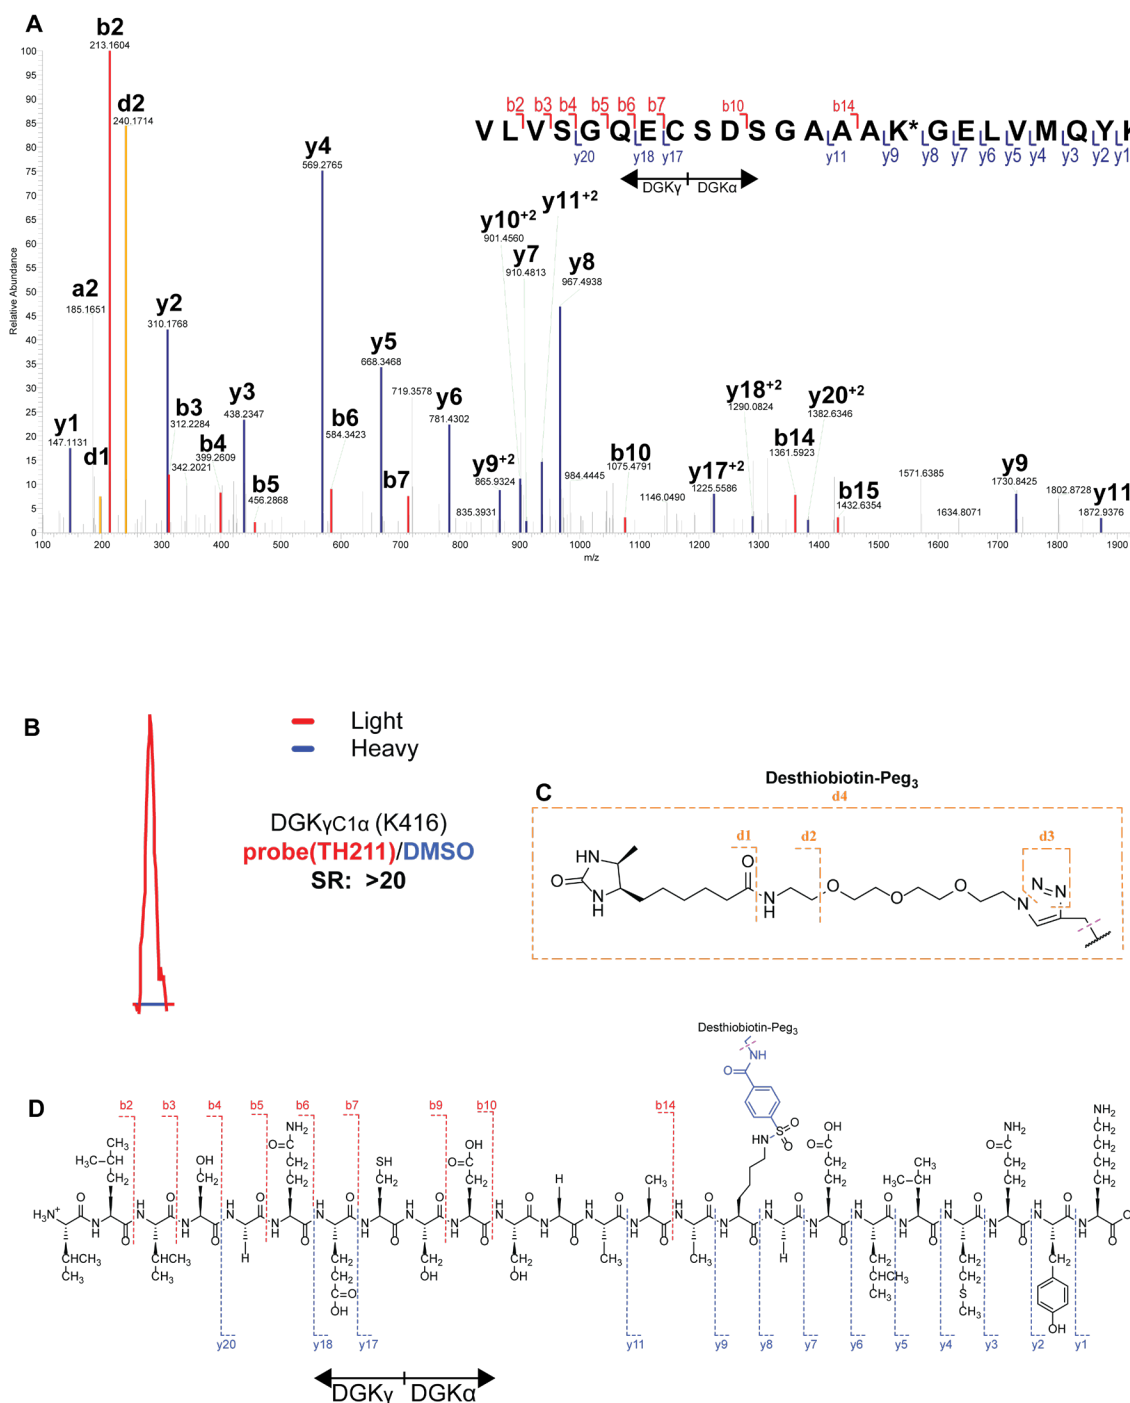 A
b2
213.1604
d2
240.1714
a2
185.1651
y1
147.1131
d1
y2
310.1768
b3
312.2284
342.2021
b4
399.2609
y3
438.2347
b5
456.2868
y4
569.2765
b6
584.3423
y5
668.3468
b7
719.3578
y6
781.4302
835.3931
y9+2
865.9324
y10+2
901.4560
y7
910.4813
y11+2
y8
967.4938
984.4445
b10
1075.4791
1146.0490
y17+2
1225.5586
y18+2
1290.0824
b14
1361.5923
y20+2
1382.6346
b15
1432.6354
1571.6385
1634.8071
y9
1730.8425
1802.8728
y11
1872.9376
Relative Abundance
100
95
90
85
80
75
70
65
60
55
50
45
40
35
30
25
20
15
10
5
0
100 200 300 400 500 600 700 800 900 1000 1100 1200 1300 1400 1500 1600 1700 1800 1900
m/z
b2 b3 b4 b5 b6 b7 b10 b14
V L V S G Q E C S D S G A A A K* G E L V M Q Y K
y20 y18 y17 y11 y9 y8 y7 y6 y5 y4 y3 y2 y1
DGKγ DGKα
B
Light
Heavy
DGKγC1α (K416)
probe(TH211)/DMSO
SR: >20
C
Desthiobiotin-Peg3
d4
d1 d2 d3
HN NH O O N H O O O N N N
Desthiobiotin-Peg3
NH
O
S O O
HN
D
b2 b3 b4 b5 b6 b7 b9 b10 b14
y20 y18 y17 y11 y9 y8 y7 y6 y5 y4 y3 y2 y1
DGKγ DGKα